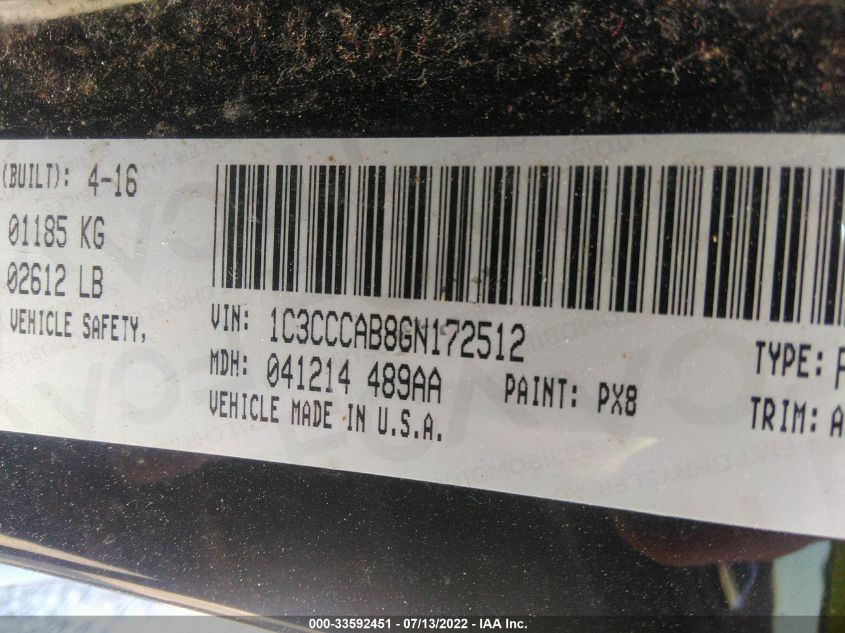 (BUILT): 4-16
01185 KG
02612 LB
VEHICLE SAFETY,
VIN: 1C3CCCAB8GN172512
MDH: 041214 489AA
PAINT: PX8
VEHICLE MADE IN U.S.A.
TYPE: P
TRIM: A
000-33592451 - 07/13/2022 - IAA Inc.